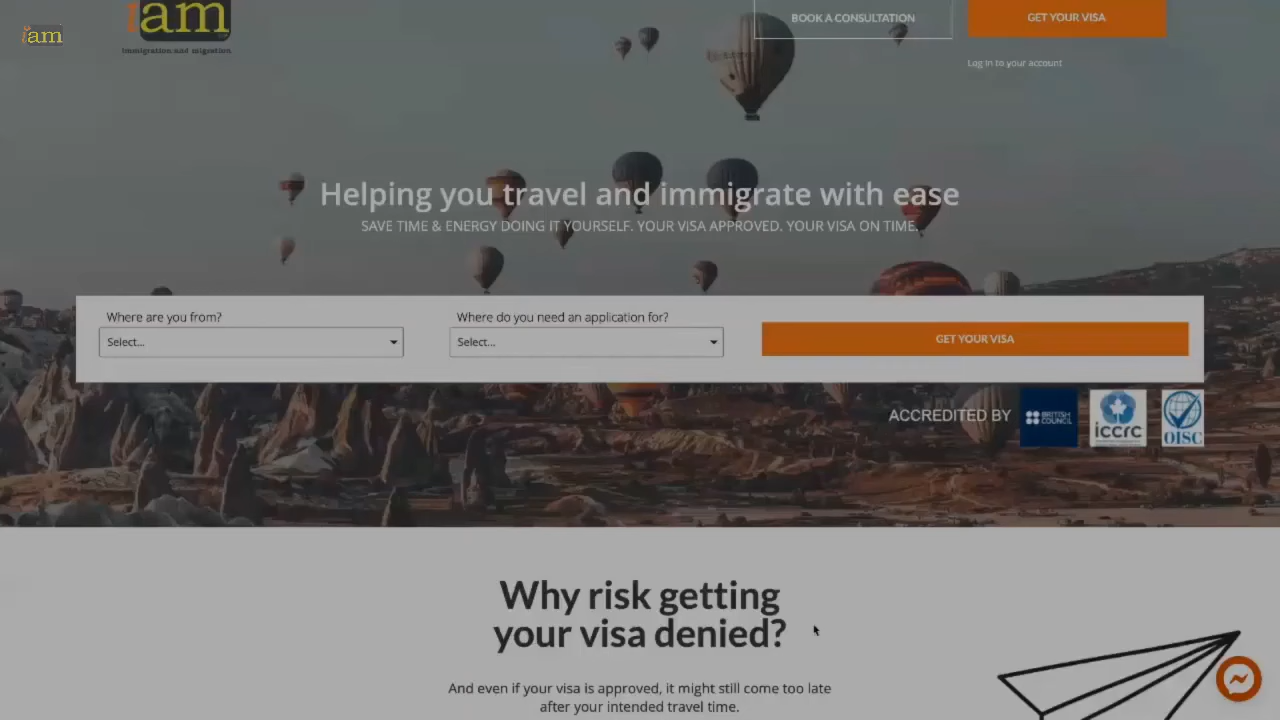 iam
iam
immigration and migration
BOOK A CONSULTATION
GET YOUR VISA
Log in to your account
Helping you travel and immigrate with ease
SAVE TIME & ENERGY DOING IT YOURSELF. YOUR VISA APPROVED. YOUR VISA ON TIME.
Where are you from?
Where do you need an application for?
Select...
Select...
GET YOUR VISA
ACCREDITED BY
BRITISH COUNCIL
iccrc
OISC
Why risk getting
your visa denied?
And even if your visa is approved, it might still come too late
after your intended travel time.